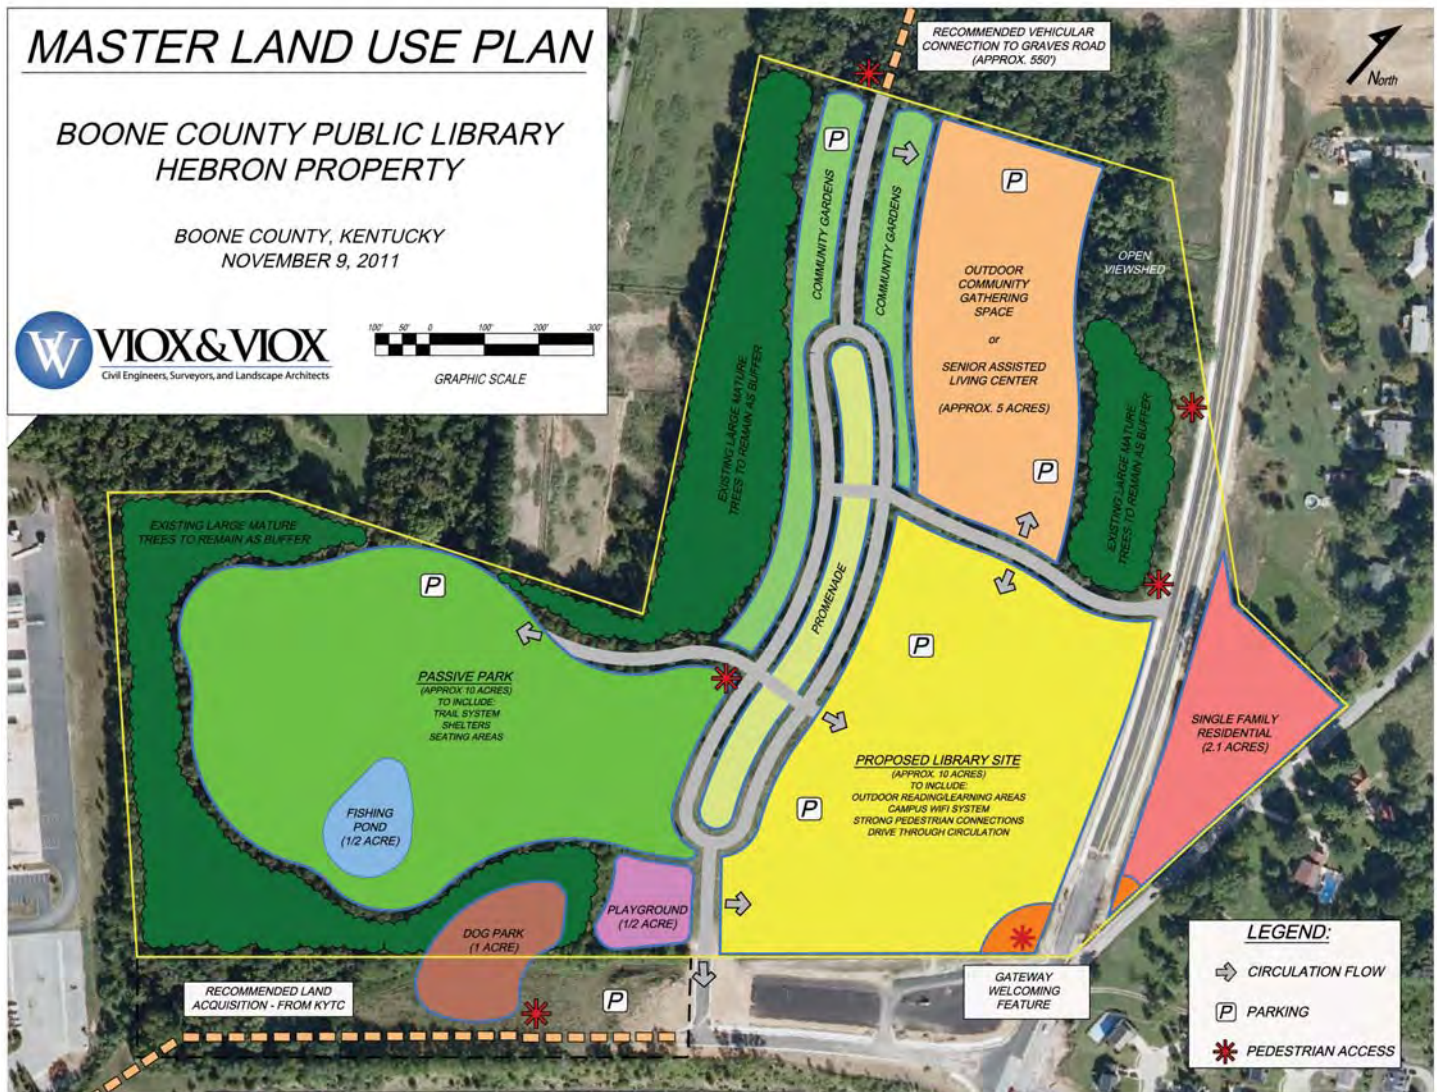 MASTER LAND USE PLAN
BOONE COUNTY PUBLIC LIBRARY
HEBRON PROPERTY
BOONE COUNTY, KENTUCKY
NOVEMBER 9, 2011
W
VIOX&VIOX
Civil Engineers, Surveyors, and Landscape Architects
100' 50' 0 100' 200' 300'
GRAPHIC SCALE
RECOMMENDED VEHICULAR
CONNECTION TO GRAVES ROAD
(APPROX. 550')
North
P
COMMUNITY GARDENS
COMMUNITY GARDENS
P
OUTDOOR
COMMUNITY
GATHERING
SPACE
or
SENIOR ASSISTED
LIVING CENTER
(APPROX. 5 ACRES)
P
OPEN
VIEWSHED
EXISTING LARGE MATURE
TREES TO REMAIN AS BUFFER
EXISTING LARGE MATURE
TREES TO REMAIN AS BUFFER
EXISTING LARGE MATURE
TREES TO REMAIN AS BUFFER
P
PROMENADE
P
PASSIVE PARK
(APPROX 10 ACRES)
TO INCLUDE:
TRAIL SYSTEM
SHELTERS
SEATING AREAS
FISHING
POND
(1/2 ACRE)
PROPOSED LIBRARY SITE
(APPROX. 10 ACRES)
TO INCLUDE:
OUTDOOR READING/LEARNING AREAS
CAMPUS WIFI SYSTEM
STRONG PEDESTRIAN CONNECTIONS
DRIVE THROUGH CIRCULATION
P
SINGLE FAMILY
RESIDENTIAL
(2.1 ACRES)
PLAYGROUND
(1/2 ACRE)
DOG PARK
(1 ACRE)
RECOMMENDED LAND
ACQUISITION - FROM KYTC
P
GATEWAY
WELCOMING
FEATURE
LEGEND:
CIRCULATION FLOW
P PARKING
PEDESTRIAN ACCESS